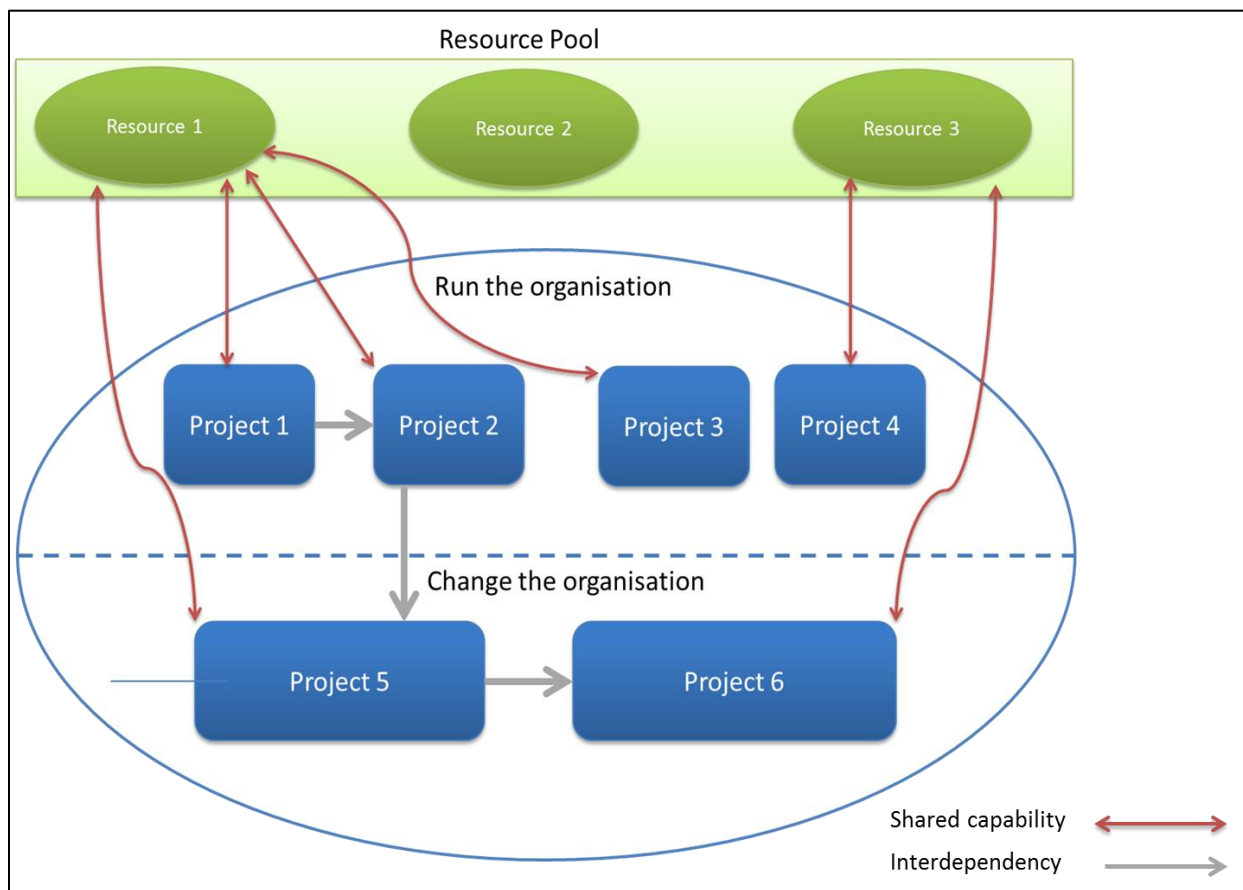 Resource Pool
Resource 1
Resource 2
Resource 3
Run the organisation
Project 1
Project 2
Project 3
Project 4
Change the organisation
Project 5
Project 6
Shared capability
Interdependency